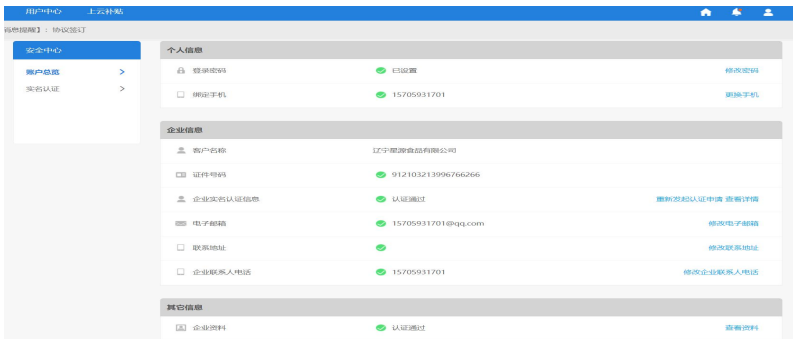 用户中心 上云补贴
消息提醒】：协议签订
安全中心
账户总览 >
实名认证 >
个人信息
登录密码 已设置 修改密码
绑定手机 15705931701 更换手机
企业信息
客户名称 辽宁星源食品有限公司
证件号码 912103213996766266
企业实名认证信息 认证通过 重新发起认证申请 查看详情
电子邮箱 15705931701@qq.com 修改电子邮箱
联系地址 修改联系地址
企业联系人电话 15705931701 修改企业联系人电话
其它信息
企业资料 认证通过 查看资料